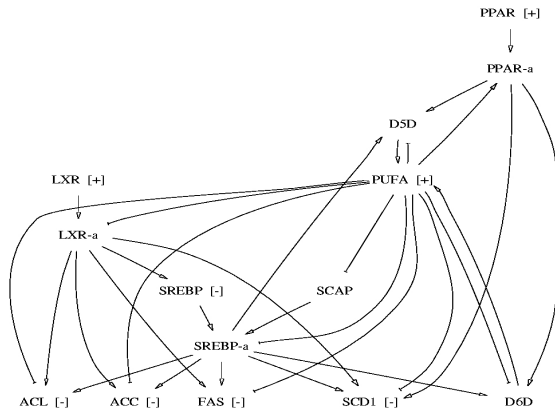 PPAR [+]
PPAR-a
D5D
LXR [+]
PUFA [+]
LXR-a
SREBP [-]
SCAP
SREBP-a
ACL [-]
ACC [-]
FAS [-]
SCD1 [-]
D6D